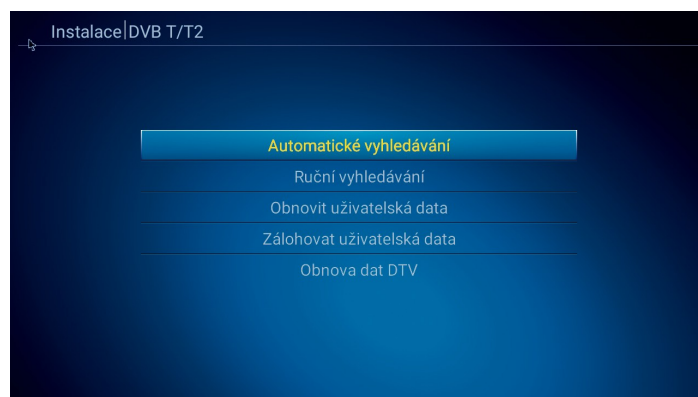 Instalace|DVB T/T2
Automatické vyhledávání
Ruční vyhledávání
Obnovit uživatelská data
Zálohovat uživatelská data
Obnova dat DTV